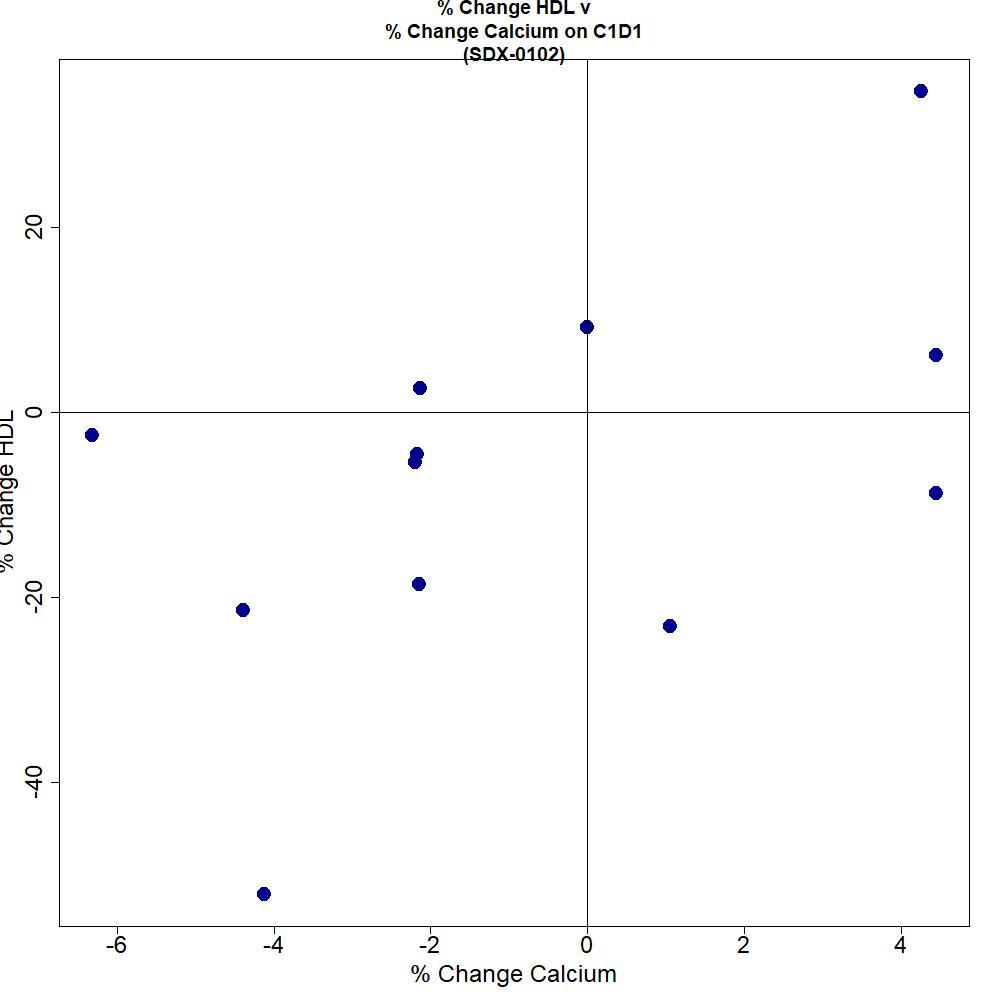 % Change HDL v
% Change Calcium on C1D1
(SDX-0102)
% Change HDL
20
0
-20
-40
-6
-4
-2
0
2
4
% Change Calcium